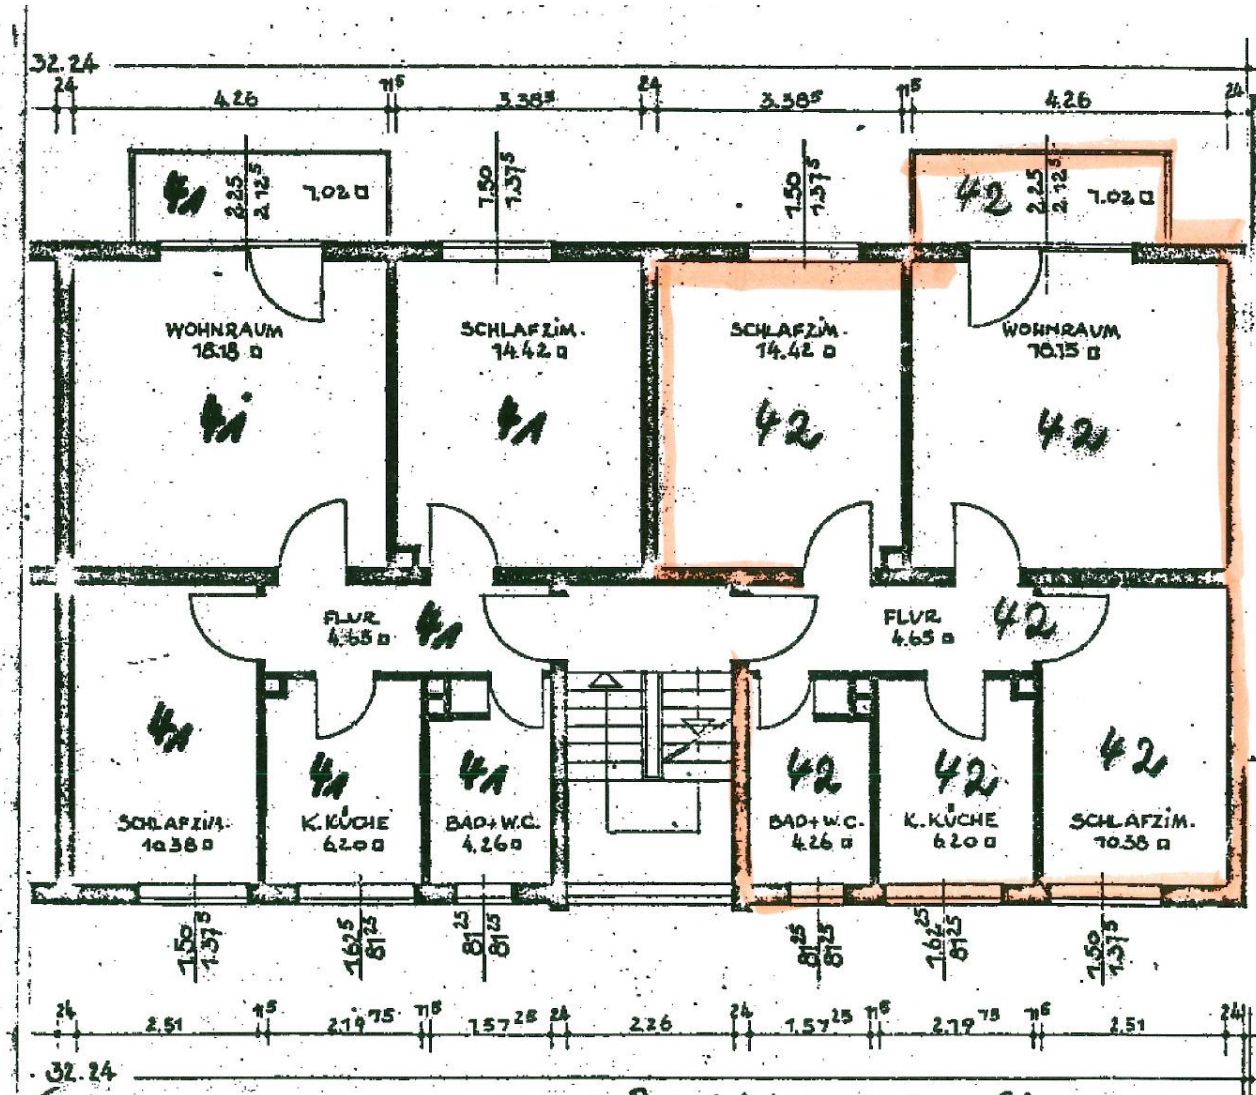 32.24
24 4.26 11⁵ 3.38⁵ 24 3.38⁵ 11⁵ 4.26 24
41 2.25 2.12⁵ 7.02 □ 1.50 1.37⁵ 1.50 1.37⁵ 42 2.25 2.12⁵ 7.02 □
WOHNRAUM SCHLAFZIM. SCHLAFZIM. WOHNRAUM
18.18 □ 14.42 □ 14.42 □ 18.15 □
41 41 42 42
FLUR 41 FLUR 42
4.65 □ 4.65 □
41 41 41 42 42 42
SCHLAFZIM. K.KÜCHE BAD+W.C. BAD+W.C. K.KÜCHE SCHLAFZIM.
10.38 □ 6.20 □ 4.26 □ 4.26 □ 6.20 □ 10.38 □
1.50 1.37⁵ 1.62⁵ 81²⁵ 81²⁵ 81²⁵ 81²⁵ 81²⁵ 1.62²⁵ 81²⁵ 1.50 1.37⁵
24 2.51 11⁵ 2.19⁷⁵ 11⁵ 1.57²⁵ 24 2.26 24 1.57²⁵ 11⁵ 2.19⁷⁵ 11⁵ 2.51 24
32.24